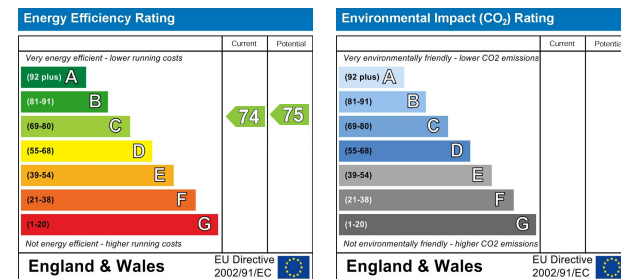 Energy Efficiency Rating
Current Potential
Very energy efficient - lower running costs
(92 plus) A
(81-91) B
(69-80) C
(55-68) D
(39-54) E
(21-38) F
(1-20) G
74 75
Not energy efficient - higher running costs
England & Wales
EU Directive
2002/91/EC
Environmental Impact (CO₂) Rating
Current Potential
Very environmentally friendly - lower CO2 emissions
(92 plus) A
(81-91) B
(69-80) C
(55-68) D
(39-54) E
(21-38) F
(1-20) G
Not environmentally friendly - higher CO2 emissions
England & Wales
EU Directive
2002/91/EC